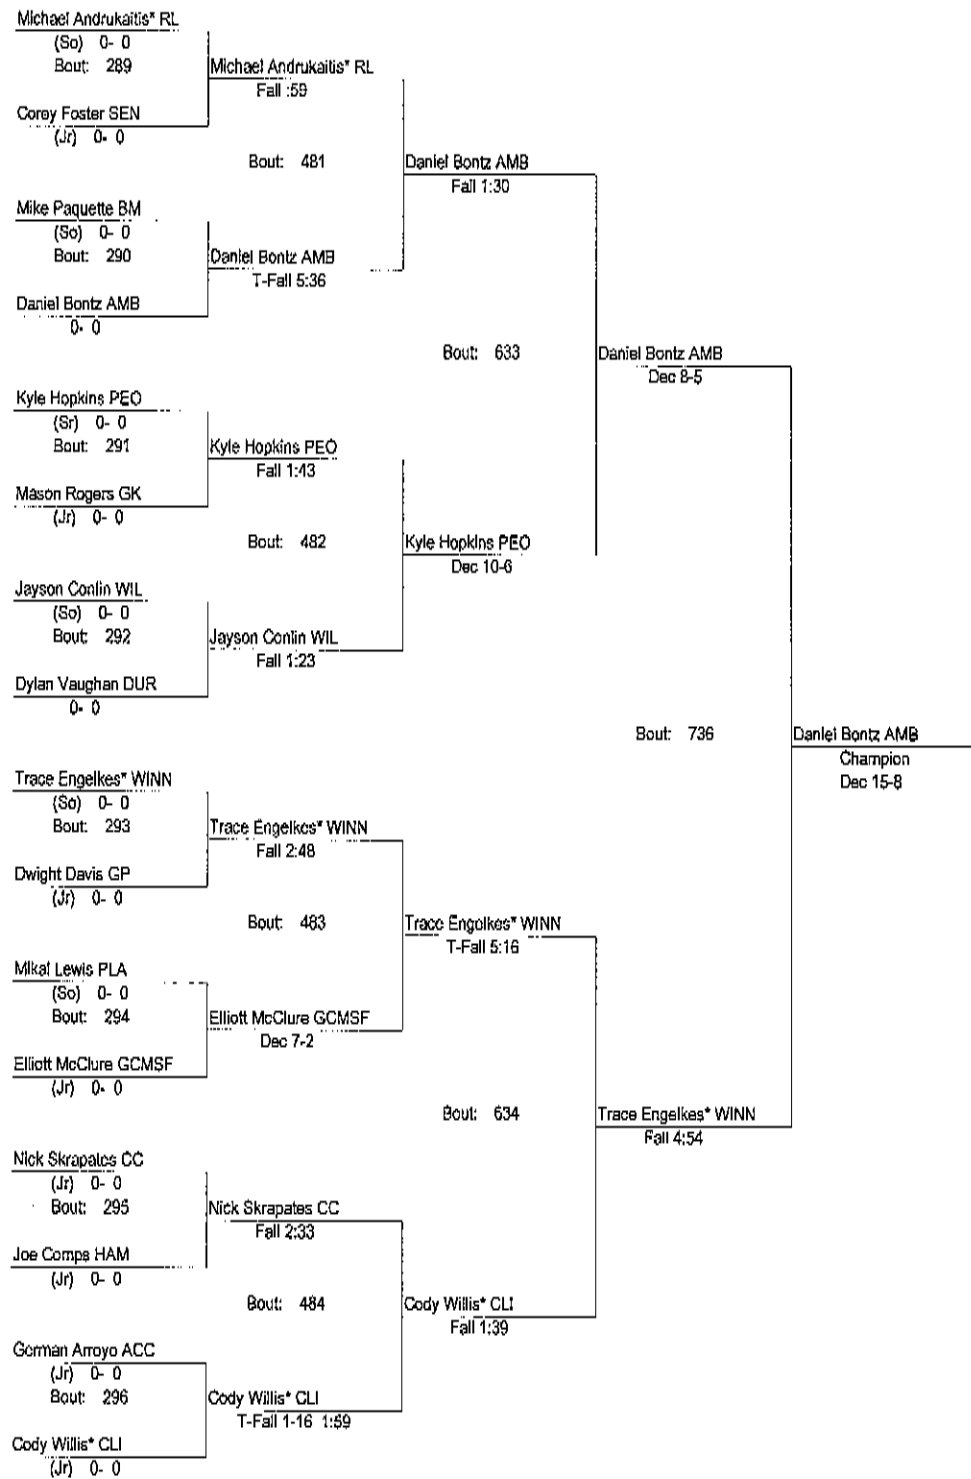 Michael Andrukaitis* RL
(So) 0- 0
Bout: 289
Michael Andrukaitis* RL
Fall :59
Corey Foster SEN
(Jr) 0- 0
Bout: 481
Daniel Bontz AMB
Fall 1:30
Mike Paquette BM
(So) 0- 0
Bout: 290
Daniel Bontz AMB
T-Fall 5:36
Daniel Bontz AMB
0- 0
Bout: 633
Daniel Bontz AMB
Dec 8-5
Kyle Hopkins PEO
(Sr) 0- 0
Bout: 291
Kyle Hopkins PEO
Fall 1:43
Mason Rogers GK
(Jr) 0- 0
Bout: 482
Kyle Hopkins PEO
Dec 10-6
Jayson Conlin WIL
(So) 0- 0
Bout: 292
Jayson Conlin WIL
Fall 1:23
Dylan Vaughan DUR
0- 0
Bout: 736
Daniel Bontz AMB
Champion
Dec 15-8
Trace Engelkes* WINN
(So) 0- 0
Bout: 293
Trace Engelkes* WINN
Fall 2:48
Dwight Davis GP
(Jr) 0- 0
Bout: 483
Trace Engelkes* WINN
T-Fall 5:16
Mikal Lewis PLA
(So) 0- 0
Bout: 294
Elliott McClure GCMSF
Dec 7-2
Elliott McClure GCMSF
(Jr) 0- 0
Bout: 634
Trace Engelkes* WINN
Fall 4:54
Nick Skrapates CC
(Jr) 0- 0
Bout: 295
Nick Skrapates CC
Fall 2:33
Joe Comps HAM
(Jr) 0- 0
Bout: 484
Cody Willis* CLI
Fall 1:39
German Arroyo ACC
(Jr) 0- 0
Bout: 296
Cody Willis* CLI
T-Fall 1-16 1:59
Cody Willis* CLI
(Jr) 0- 0